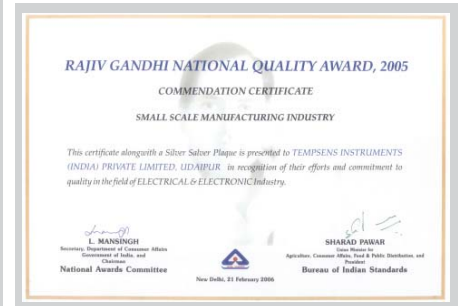 RAJIV GANDHI NATIONAL QUALITY AWARD, 2005
COMMENDATION CERTIFICATE
SMALL SCALE MANUFACTURING INDUSTRY
This certificate alongwith a Silver Salver Plaque is presented to TEMPSENS INSTRUMENTS
(INDIA) PRIVATE LIMITED, UDAIPUR in recognition of their efforts and commitment to
quality in the field of ELECTRICAL & ELECTRONIC Industry.
L. MANSINGH
Secretary, Department of Consumer Affairs
Government of India, and
Chairman
National Awards Committee
New Delhi, 21 February 2006
SHARAD PAWAR
Union Minister for
Agriculture, Consumer Affairs, Food & Public Distribution, and
President
Bureau of Indian Standards